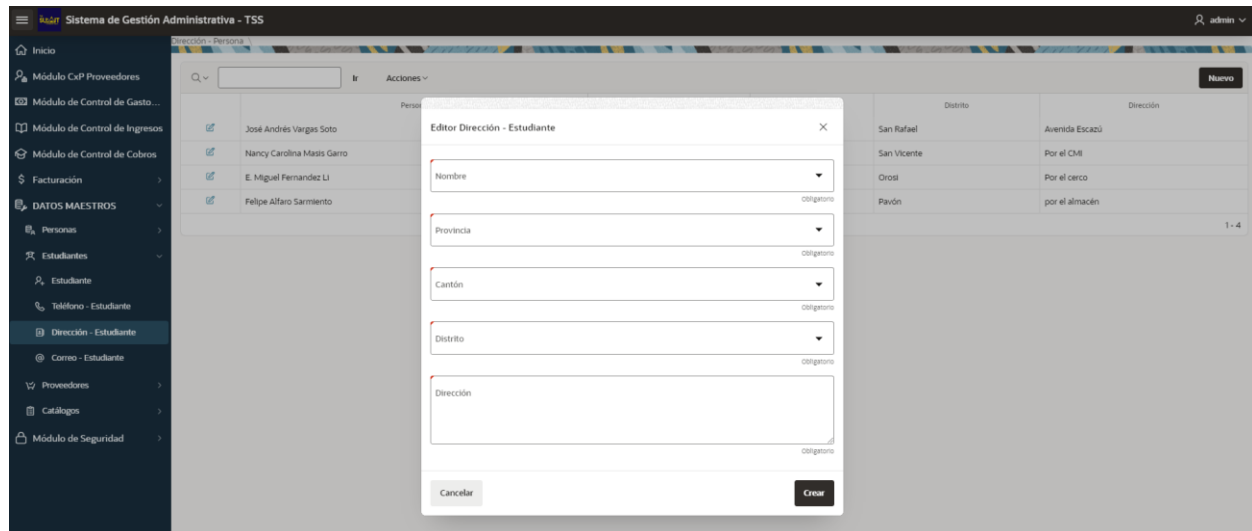 Sistema de Gestión Administrativa - TSS
admin
Inicio
Módulo CxP Proveedores
Módulo de Control de Gasto...
Módulo de Control de Ingresos
Módulo de Control de Cobros
Facturación
DATOS MAESTROS
Personas
Estudiantes
Estudiante
Teléfono - Estudiante
Dirección - Estudiante
Correo - Estudiante
Proveedores
Catálogos
Módulo de Seguridad
Dirección - Persona \
Ir Acciones Nuevo
Distrito Dirección
José Andrés Vargas Soto San Rafael Avenida Escazú
Nancy Carolina Masis Garro San Vicente Por el CMI
E. Miguel Fernandez Li Orosi Por el cerco
Felipe Alfaro Sarmiento Pavón por el almacén
1 - 4
Editor Dirección - Estudiante
Nombre
Obligatorio
Provincia
Obligatorio
Cantón
Obligatorio
Distrito
Obligatorio
Dirección
Obligatorio
Cancelar Crear